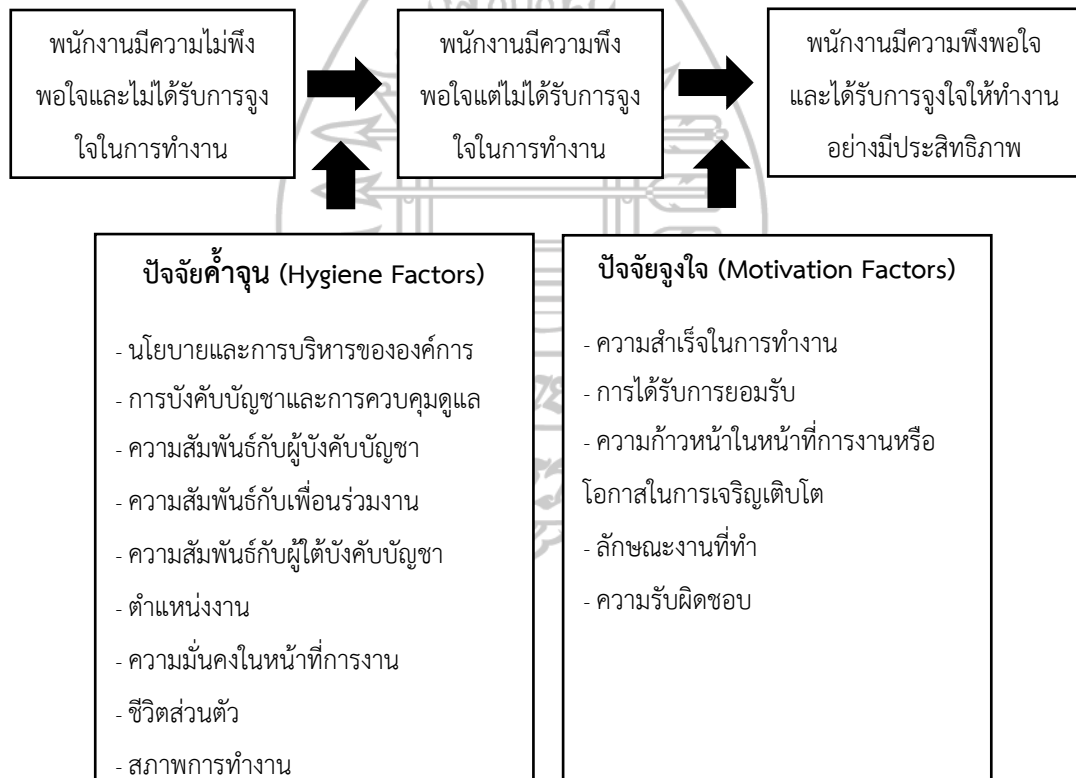 พนักงานมีความไม่พึง
พอใจและไม่ได้รับการจูง
ใจในการทำงาน
พนักงานมีความพึง
พอใจแต่ไม่ได้รับการจูง
ใจในการทำงาน
พนักงานมีความพึงพอใจ
และได้รับการจูงใจให้ทำงาน
อย่างมีประสิทธิภาพ
ปัจจัยค้ำจุน (Hygiene Factors)
- นโยบายและการบริหารขององค์การ
- การบังคับบัญชาและการควบคุมดูแล
- ความสัมพันธ์กับผู้บังคับบัญชา
- ความสัมพันธ์กับเพื่อนร่วมงาน
- ความสัมพันธ์กับผู้ใต้บังคับบัญชา
- ตำแหน่งงาน
- ความมั่นคงในหน้าที่การงาน
- ชีวิตส่วนตัว
- สภาพการทำงาน
ปัจจัยจูงใจ (Motivation Factors)
- ความสำเร็จในการทำงาน
- การได้รับการยอมรับ
- ความก้าวหน้าในหน้าที่การงานหรือ
โอกาสในการเจริญเติบโต
- ลักษณะงานที่ทำ
- ความรับผิดชอบ